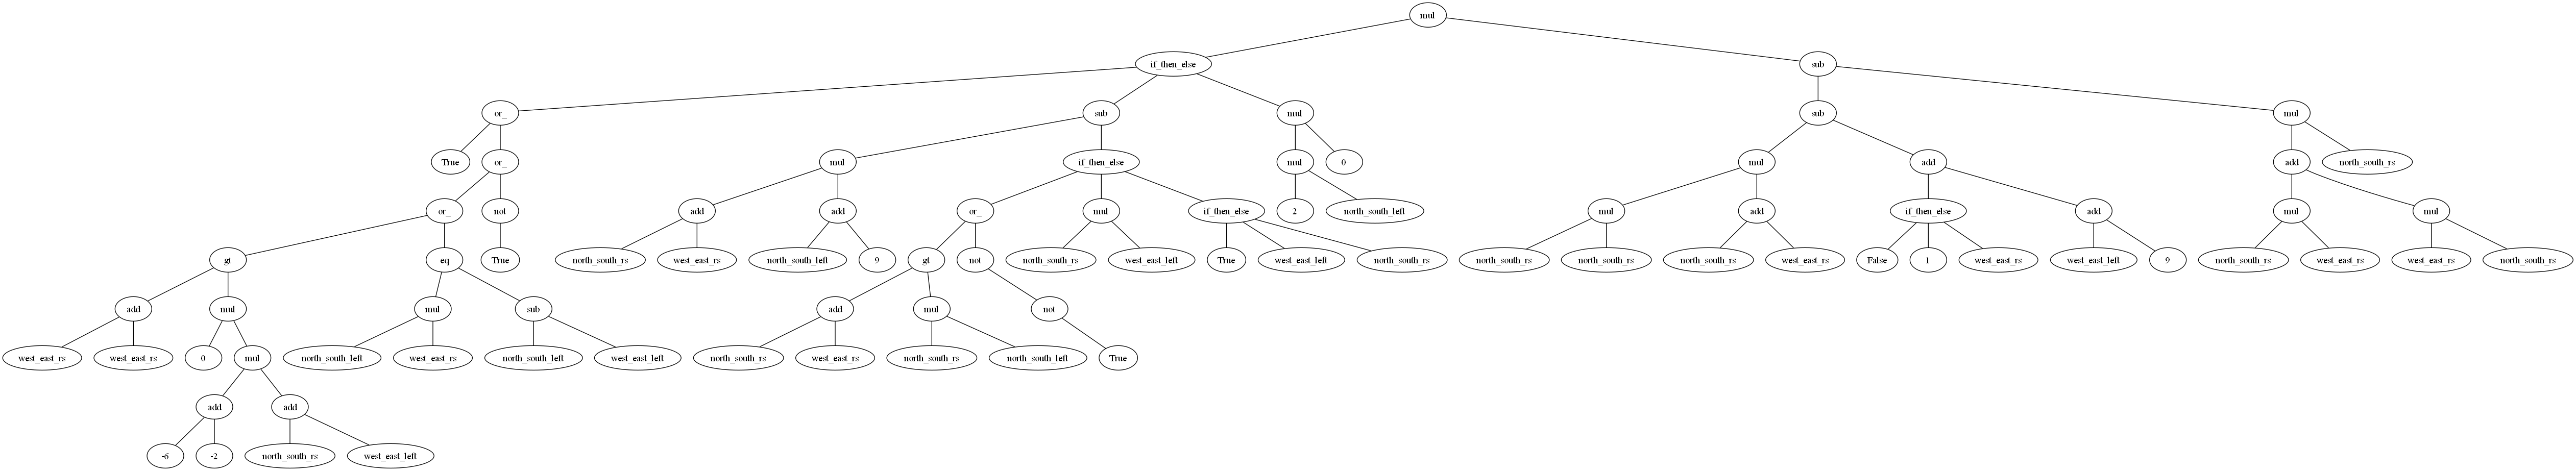 mul
if_then_else sub
or_ sub mul sub mul
True or_ mul if_then_else mul 0 mul add add north_south_rs
or_ not add add or_ mul if_then_else 2 north_south_left mul add if_then_else add mul mul
gt eq True north_south_rs west_east_rs north_south_left 9 gt not north_south_rs west_east_left True west_east_left north_south_rs north_south_rs north_south_rs north_south_rs west_east_rs False 1 west_east_rs west_east_left 9 north_south_rs west_east_rs west_east_rs north_south_rs
add mul mul sub add mul not
west_east_rs west_east_rs 0 mul north_south_left west_east_rs north_south_left west_east_left north_south_rs west_east_rs north_south_rs north_south_left True
add add
-6 -2 north_south_rs west_east_left